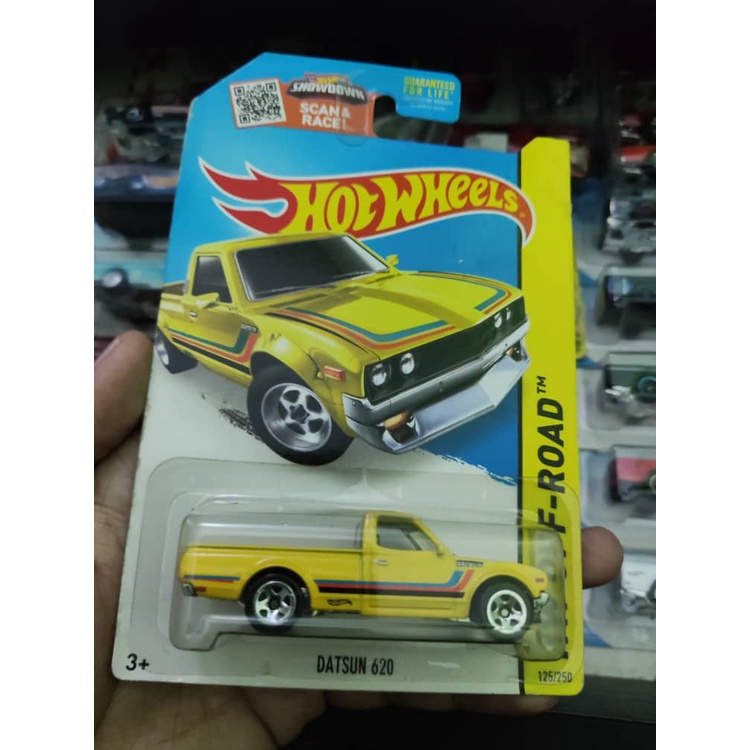 SHOWDOWN
SCAN &
RACE!
GUARANTEED
FOR LIFE*
HOT WHEELS
F-ROAD™
DATSUN 620
3+
125/250